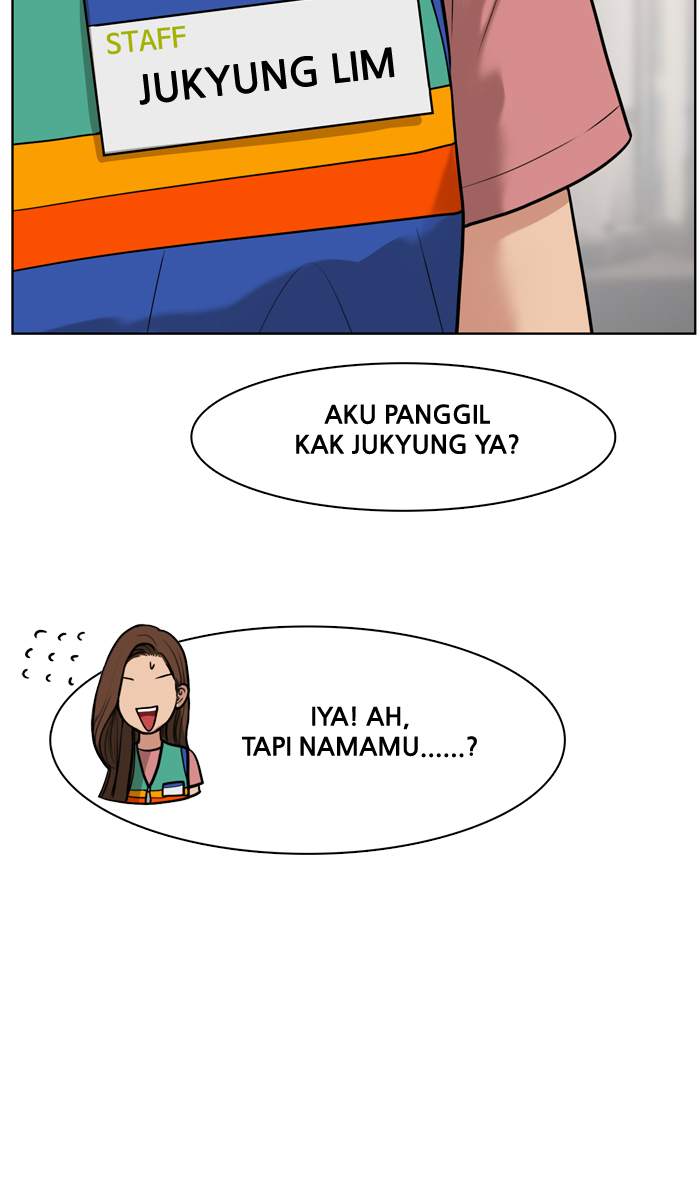 STAFF
JUKYUNG LIM
AKU PANGGIL
KAK JUKYUNG YA?
IYA! AH,
TAPI NAMAMU......?